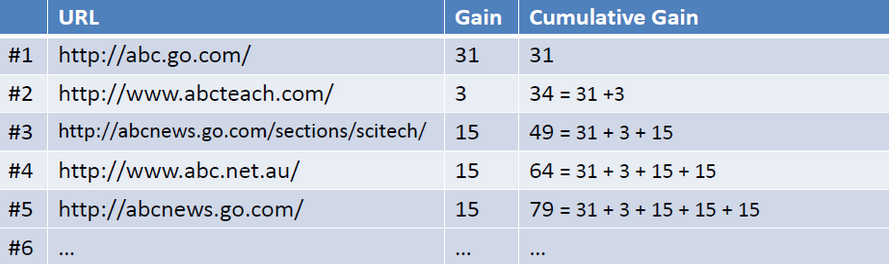 URL Gain Cumulative Gain
#1 http://abc.go.com/ 31 31
#2 http://www.abcteach.com/ 3 34 = 31 +3
#3 http://abcnews.go.com/sections/scitech/ 15 49 = 31 + 3 + 15
#4 http://www.abc.net.au/ 15 64 = 31 + 3 + 15 + 15
#5 http://abcnews.go.com/ 15 79 = 31 + 3 + 15 + 15 + 15
#6 ... ... ...